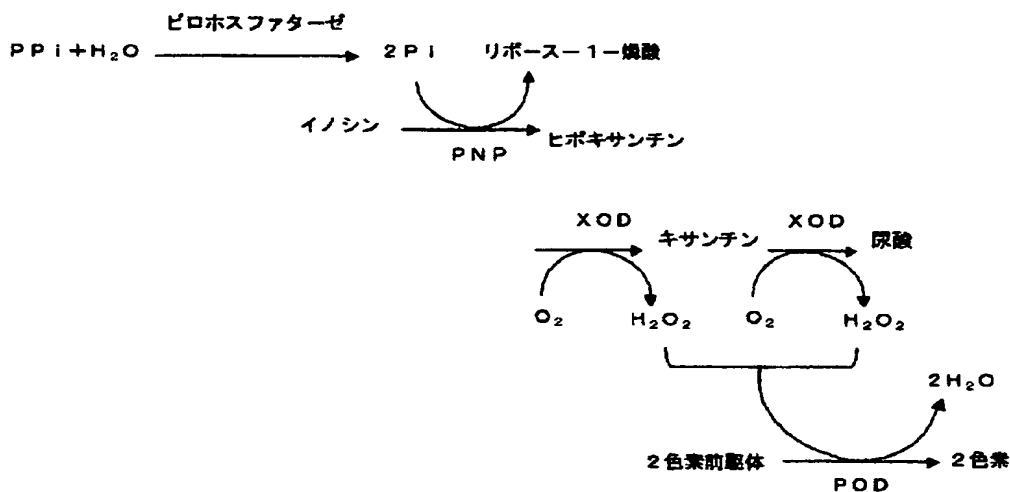 ピロホスファターゼ
PPi+H₂O 2Pi リボース－1－燐酸
イノシン ヒポキサンチン
PNP
XOD XOD
キサンチン 尿酸
O₂ H₂O₂ O₂ H₂O₂
2H₂O
2色素前駆体 2色素
POD